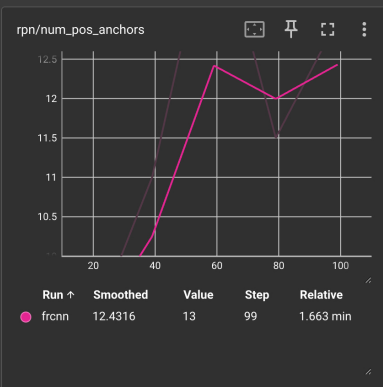 rpn/num_pos_anchors
12.5
12
11.5
11
10.5
20 40 60 80 100
Run ↑ Smoothed Value Step Relative
frcnn 12.4316 13 99 1.663 min